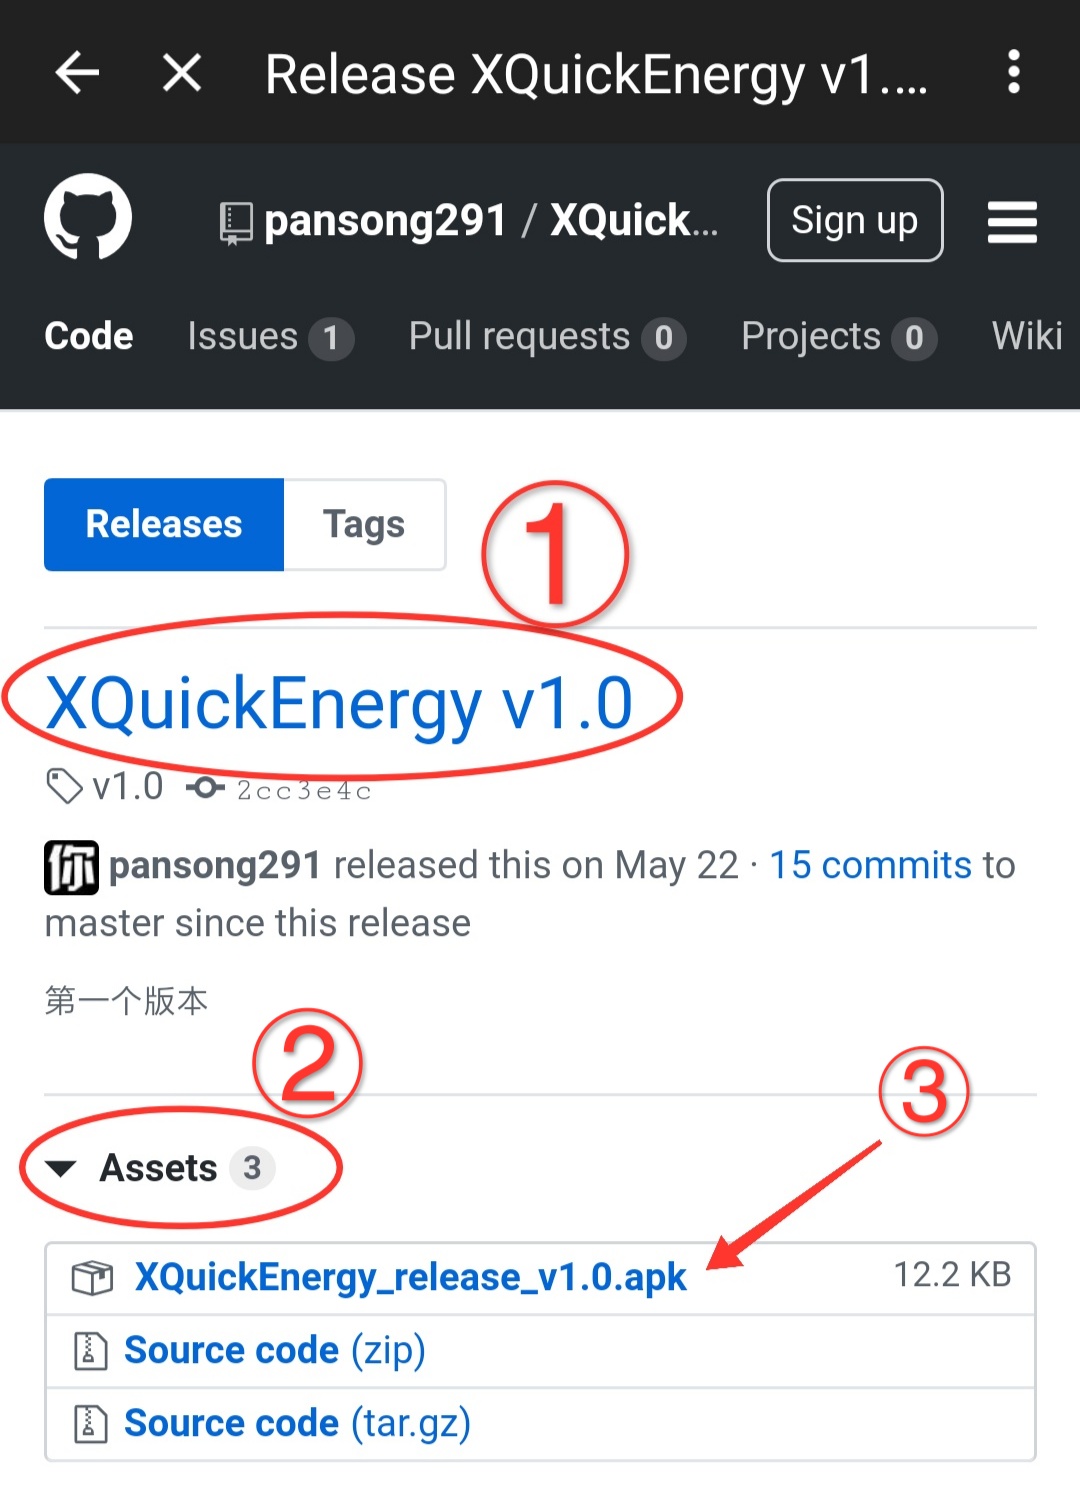 Release XQuickEnergy v1....
pansong291 / XQuick...
Sign up
Code Issues 1 Pull requests 0 Projects 0 Wiki
Releases Tags
①
XQuickEnergy v1.0
v1.0 2cc3e4c
你 pansong291 released this on May 22 · 15 commits to
master since this release
第一个版本
②
③
Assets 3
XQuickEnergy_release_v1.0.apk 12.2 KB
Source code (zip)
Source code (tar.gz)